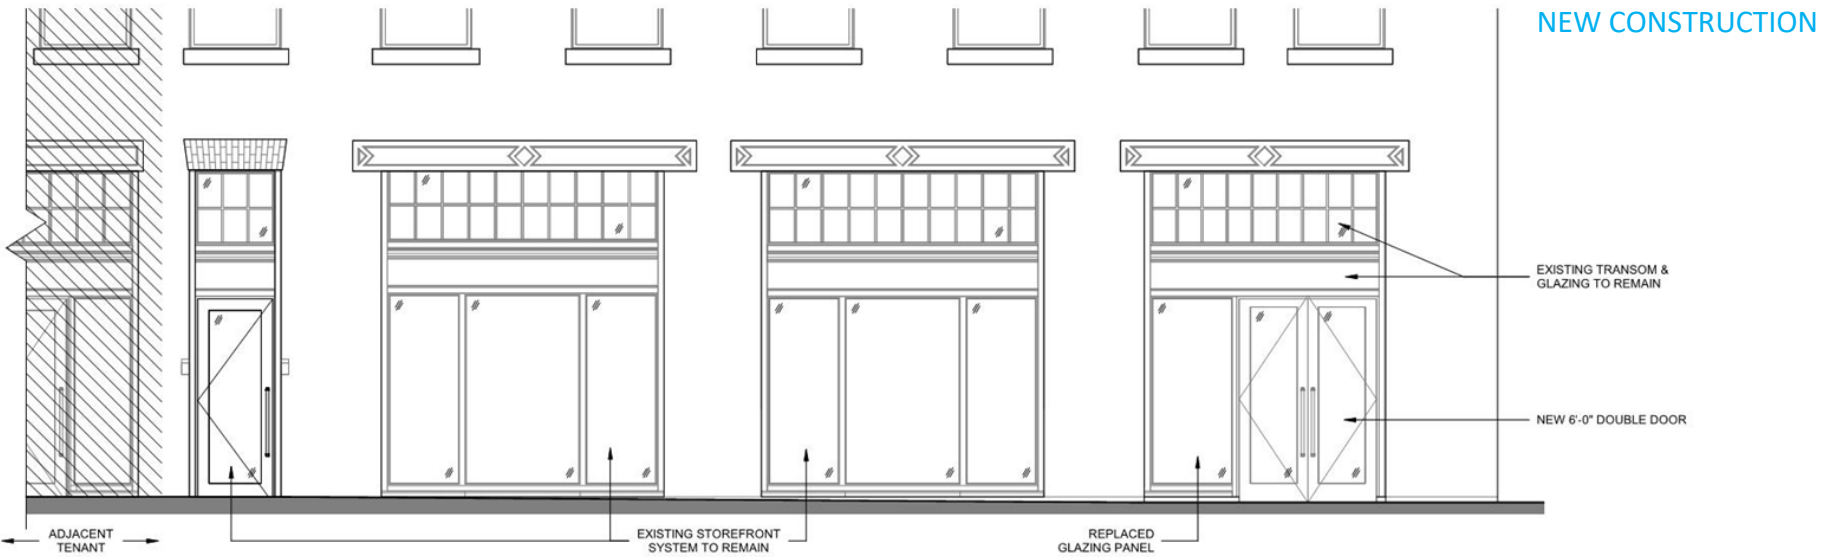 NEW CONSTRUCTION
EXISTING TRANSOM &
GLAZING TO REMAIN
NEW 6'-0" DOUBLE DOOR
ADJACENT
TENANT
EXISTING STOREFRONT
SYSTEM TO REMAIN
REPLACED
GLAZING PANEL